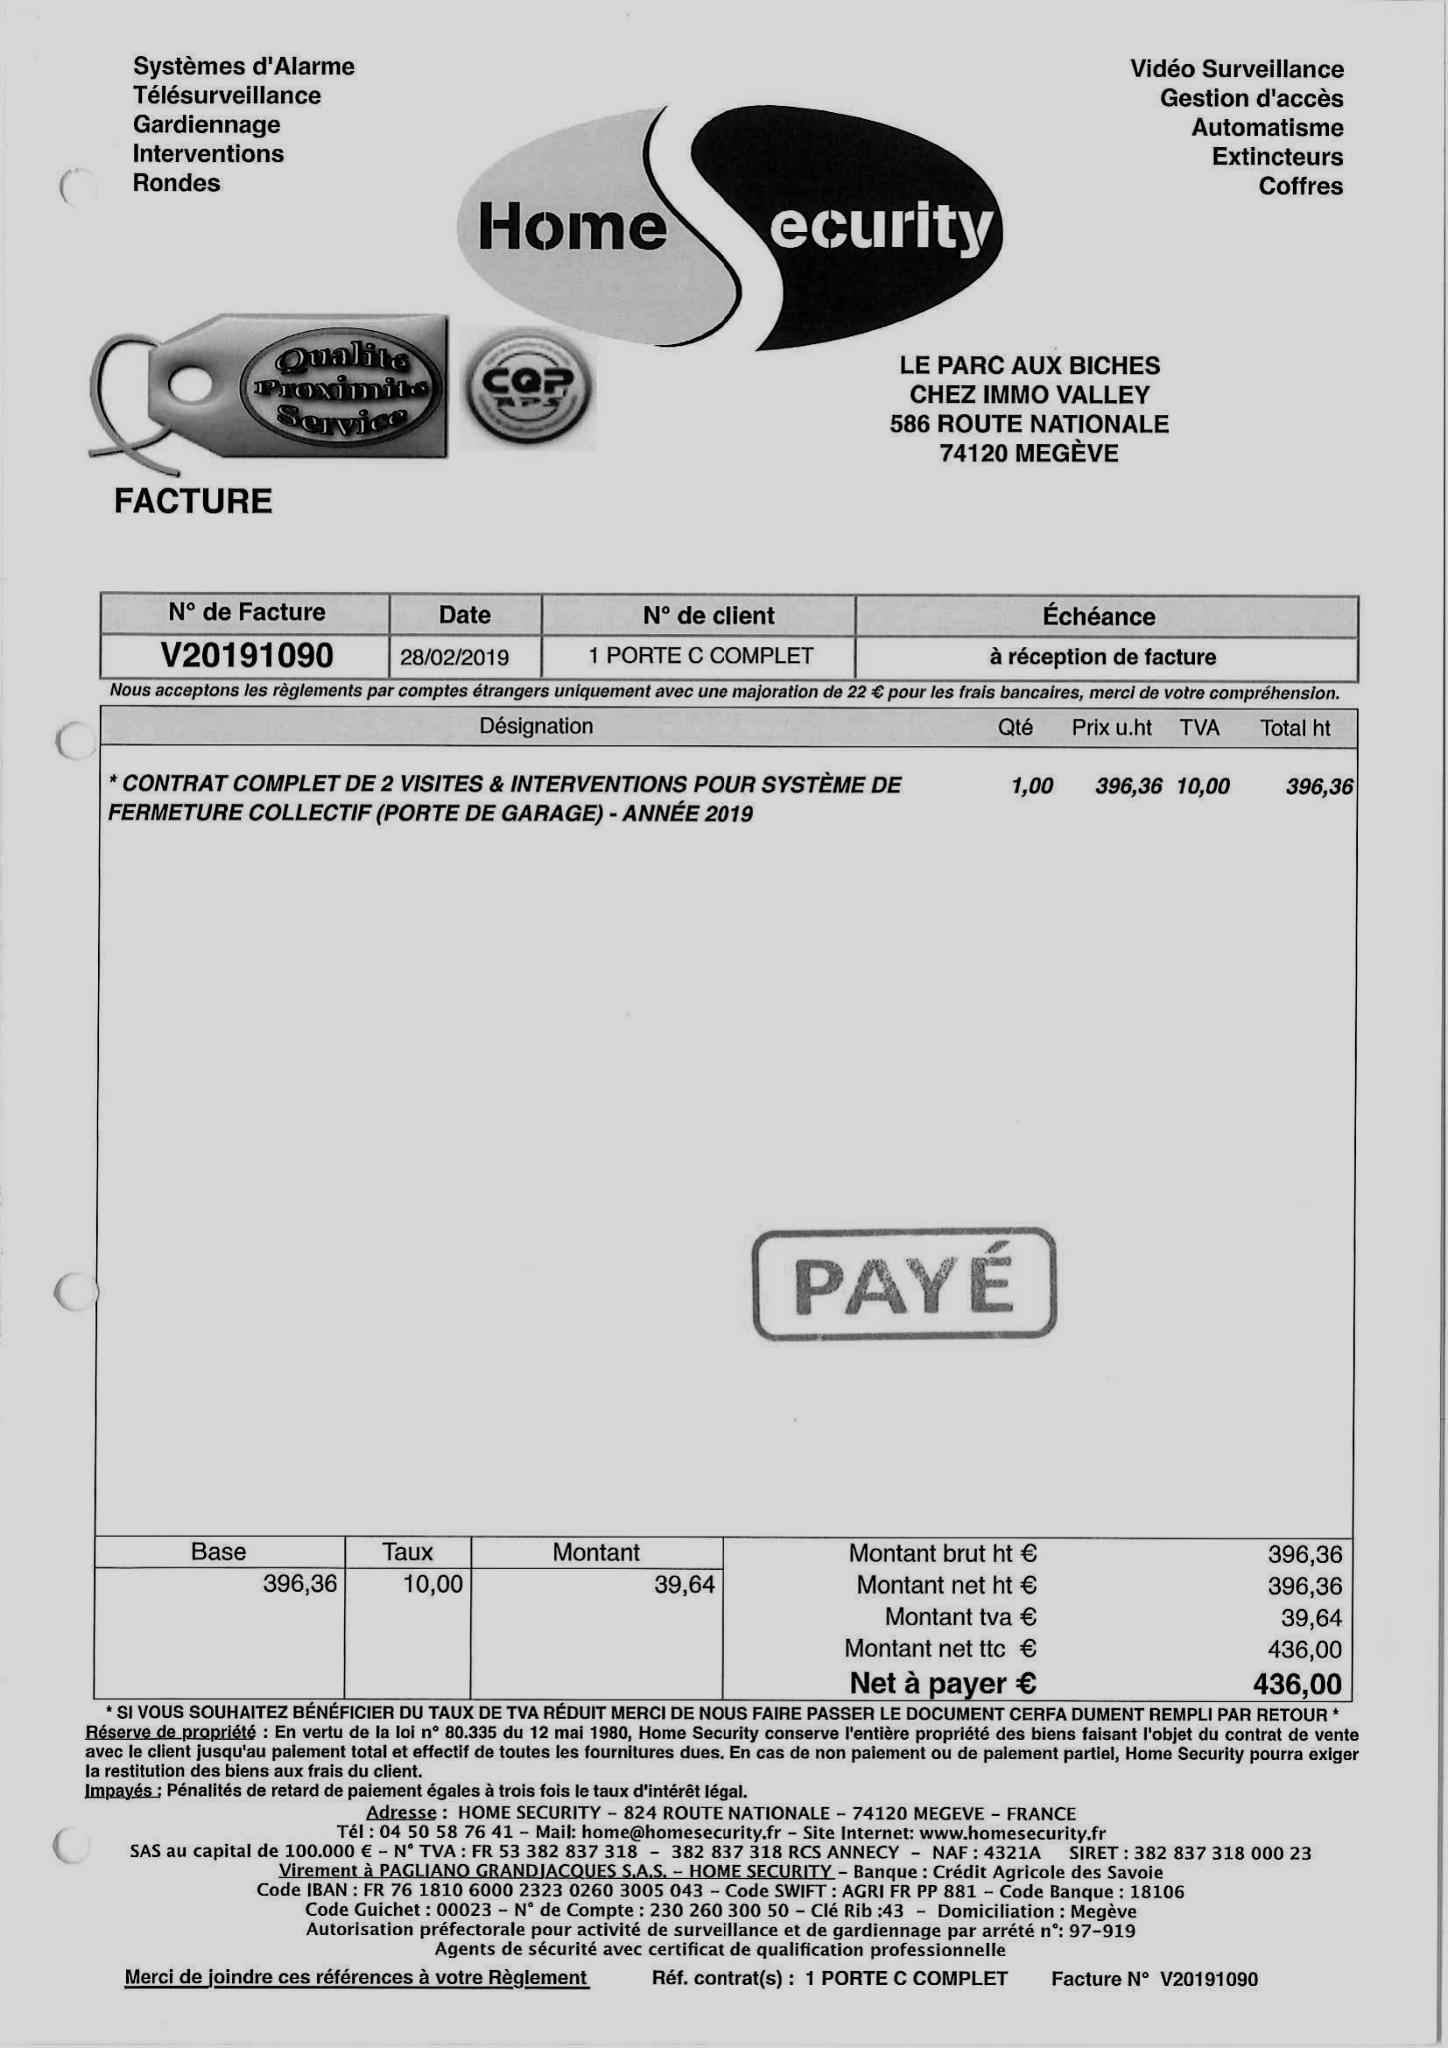 Systèmes d'Alarme
Télésurveillance
Gardiennage
Interventions
Rondes
Vidéo Surveillance
Gestion d'accès
Automatisme
Extincteurs
Coffres
Home Security
Qualité
Proximité
Service
CQP
APS
LE PARC AUX BICHES
CHEZ IMMO VALLEY
586 ROUTE NATIONALE
74120 MEGÈVE
FACTURE
N° de Facture Date N° de client Échéance
V20191090 28/02/2019 1 PORTE C COMPLET à réception de facture
Nous acceptons les règlements par comptes étrangers uniquement avec une majoration de 22 € pour les frais bancaires, merci de votre compréhension.
Désignation Qté Prix u.ht TVA Total ht
* CONTRAT COMPLET DE 2 VISITES & INTERVENTIONS POUR SYSTÈME DE 1,00 396,36 10,00 396,36
FERMETURE COLLECTIF (PORTE DE GARAGE) - ANNÉE 2019
PAYÉ
Base Taux Montant
396,36 10,00 39,64
Montant brut ht € 396,36
Montant net ht € 396,36
Montant tva € 39,64
Montant net ttc € 436,00
Net à payer € 436,00
* SI VOUS SOUHAITEZ BÉNÉFICIER DU TAUX DE TVA RÉDUIT MERCI DE NOUS FAIRE PASSER LE DOCUMENT CERFA DUMENT REMPLI PAR RETOUR *
Réserve de propriété : En vertu de la loi n° 80.335 du 12 mai 1980, Home Security conserve l'entière propriété des biens faisant l'objet du contrat de vente
avec le client jusqu'au paiement total et effectif de toutes les fournitures dues. En cas de non paiement ou de paiement partiel, Home Security pourra exiger
la restitution des biens aux frais du client.
Impayés : Pénalités de retard de paiement égales à trois fois le taux d'intérêt légal.
Adresse : HOME SECURITY – 824 ROUTE NATIONALE – 74120 MEGEVE – FRANCE
Tél : 04 50 58 76 41 – Mail: home@homesecurity.fr – Site Internet: www.homesecurity.fr
SAS au capital de 100.000 € – N° TVA : FR 53 382 837 318 – 382 837 318 RCS ANNECY – NAF : 4321A SIRET : 382 837 318 000 23
Virement à PAGLIANO GRANDJACQUES S.A.S. – HOME SECURITY – Banque : Crédit Agricole des Savoie
Code IBAN : FR 76 1810 6000 2323 0260 3005 043 – Code SWIFT : AGRI FR PP 881 – Code Banque : 18106
Code Guichet : 00023 – N° de Compte : 230 260 300 50 – Clé Rib :43 – Domiciliation : Megève
Autorisation préfectorale pour activité de surveillance et de gardiennage par arrété n°: 97-919
Agents de sécurité avec certificat de qualification professionnelle
Merci de joindre ces références à votre Règlement Réf. contrat(s) : 1 PORTE C COMPLET Facture N° V20191090